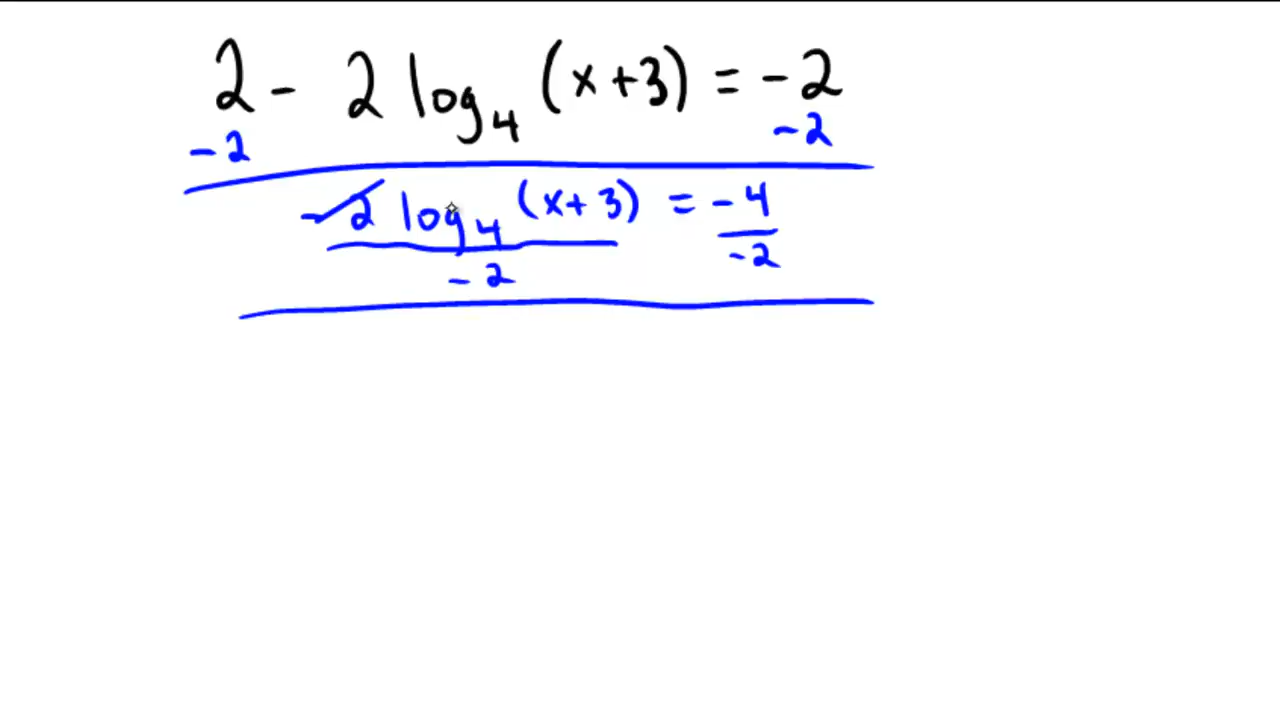 2 - 2 log₄ (x+3) = -2
-2 -2
-2 log₄ (x+3) = -4
-2 -2